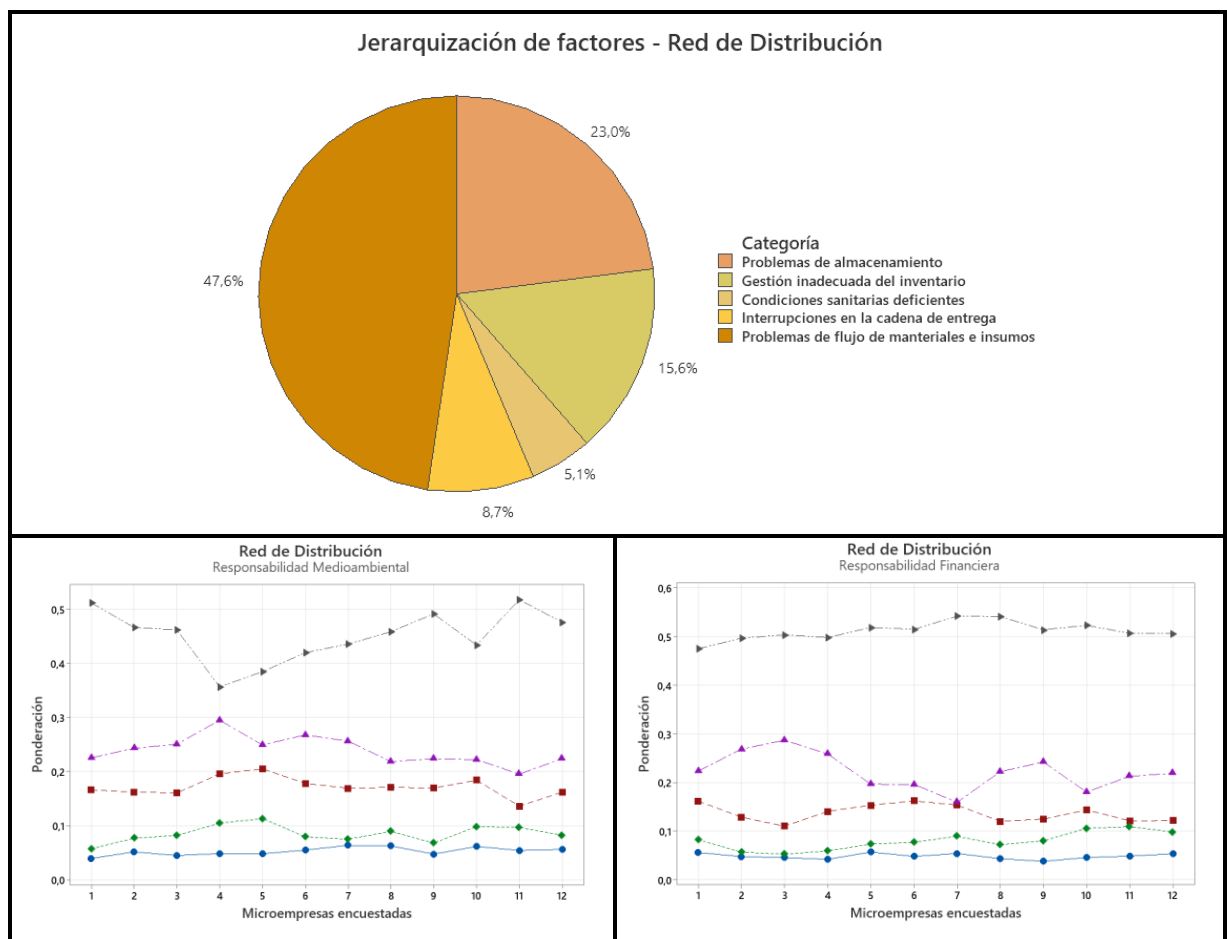 Jerarquización de factores - Red de Distribución
23,0%
47,6%
15,6%
5,1%
8,7%
Categoría
Problemas de almacenamiento
Gestión inadecuada del inventario
Condiciones sanitarias deficientes
Interrupciones en la cadena de entrega
Problemas de flujo de manteriales e insumos
Red de Distribución
Responsabilidad Medioambiental
Ponderación
0,5
0,4
0,3
0,2
0,1
0,0
1 2 3 4 5 6 7 8 9 10 11 12
Microempresas encuestadas
Red de Distribución
Responsabilidad Financiera
Ponderación
0,6
0,5
0,4
0,3
0,2
0,1
0,0
1 2 3 4 5 6 7 8 9 10 11 12
Microempresas encuestadas